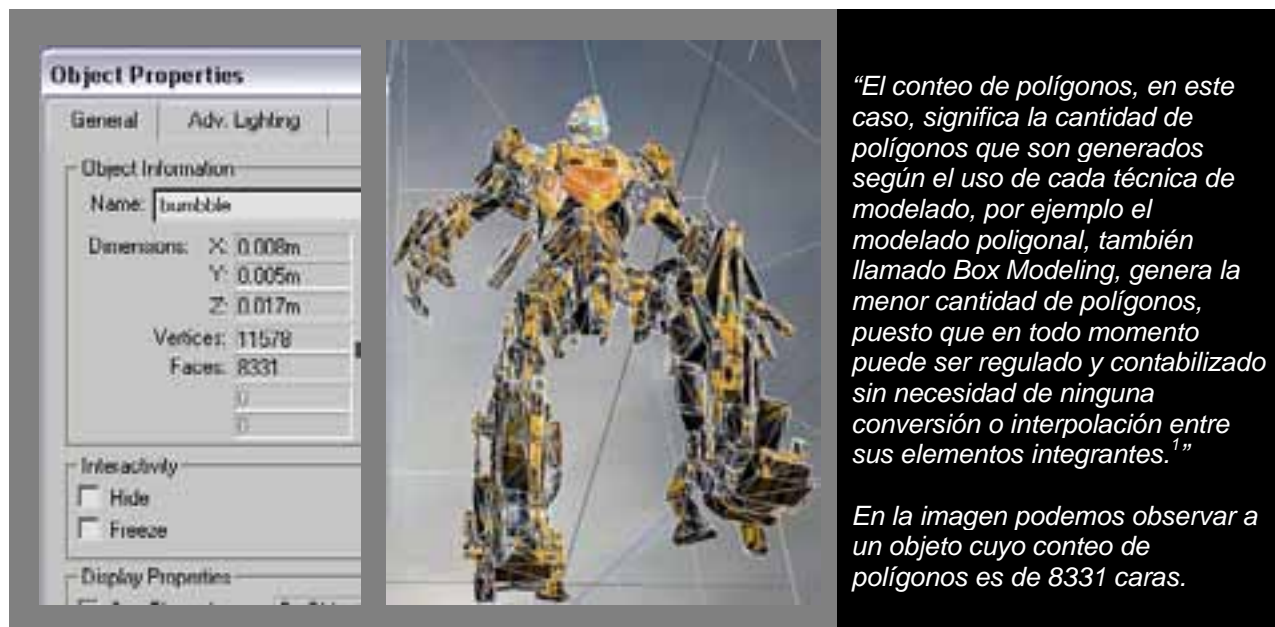 Object Properties
General
Adv. Lighting
Object Information
Name: bumbble
Dimensions: X: 0.008m
Y: 0.005m
Z: 0.017m
Vertices: 11578
Faces: 8331
0
0
Interactivity
Hide
Freeze
Display Properties
“El conteo de polígonos, en este
caso, significa la cantidad de
polígonos que son generados
según el uso de cada técnica de
modelado, por ejemplo el
modelado poligonal, también
llamado Box Modeling, genera la
menor cantidad de polígonos,
puesto que en todo momento
puede ser regulado y contabilizado
sin necesidad de ninguna
conversión o interpolación entre
sus elementos integrantes.¹”
En la imagen podemos observar a
un objeto cuyo conteo de
polígonos es de 8331 caras.